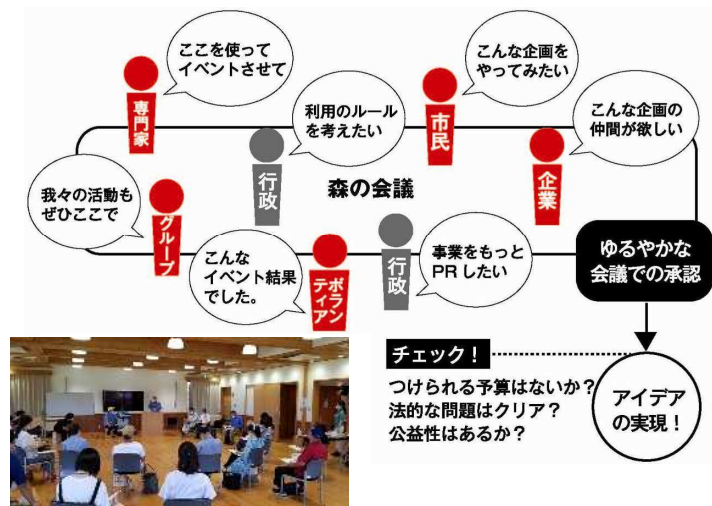 ここを使って
イベントさせて
専門家
利用のルール
を考えたい
行政
こんな企画を
やってみたい
市民
こんな企画の
仲間が欲しい
企業
森の会議
我々の活動も
ぜひここで
グループ
こんな
イベント結果
でした。
ボラン
ティア
行政
事業をもっと
PRしたい
ゆるやかな
会議での承認
チェック！
つけられる予算はないか？
法的な問題はクリア？
公益性はあるか？
アイデア
の実現！